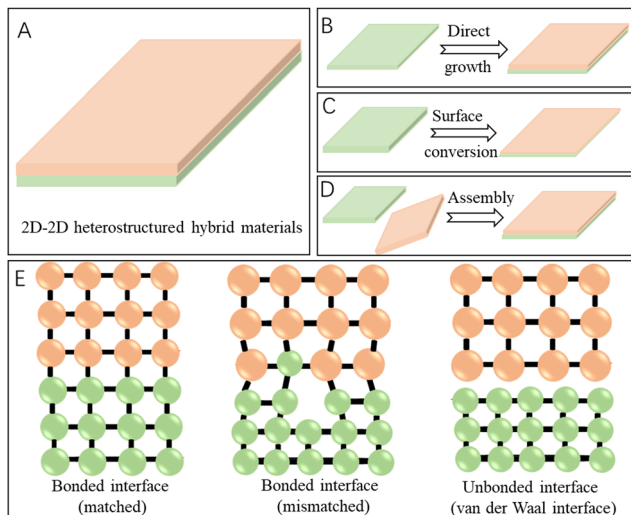 A
2D-2D heterostructured hybrid materials
B
Direct
growth
C
Surface
conversion
D
Assembly
E
Bonded interface
(matched)
Bonded interface
(mismatched)
Unbonded interface
(van der Waal interface)